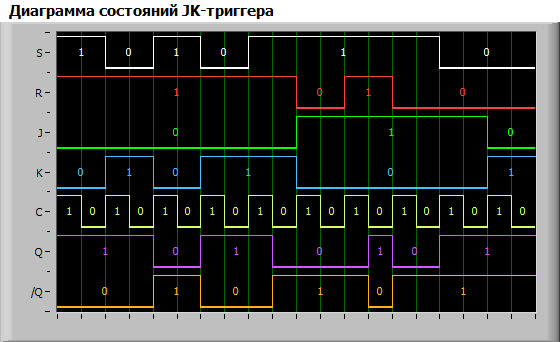 Диаграмма состояний JK-триггера
S 1 0 1 0 1 0
R 1 0 1 0
J 0 1 0
K 0 1 0 1 0 1
C 1 0 1 0 1 0 1 0 1 0 1 0 1 0 1 0 1 0 1 0
Q 1 0 1 0 1 0 1
/Q 0 1 0 1 0 1